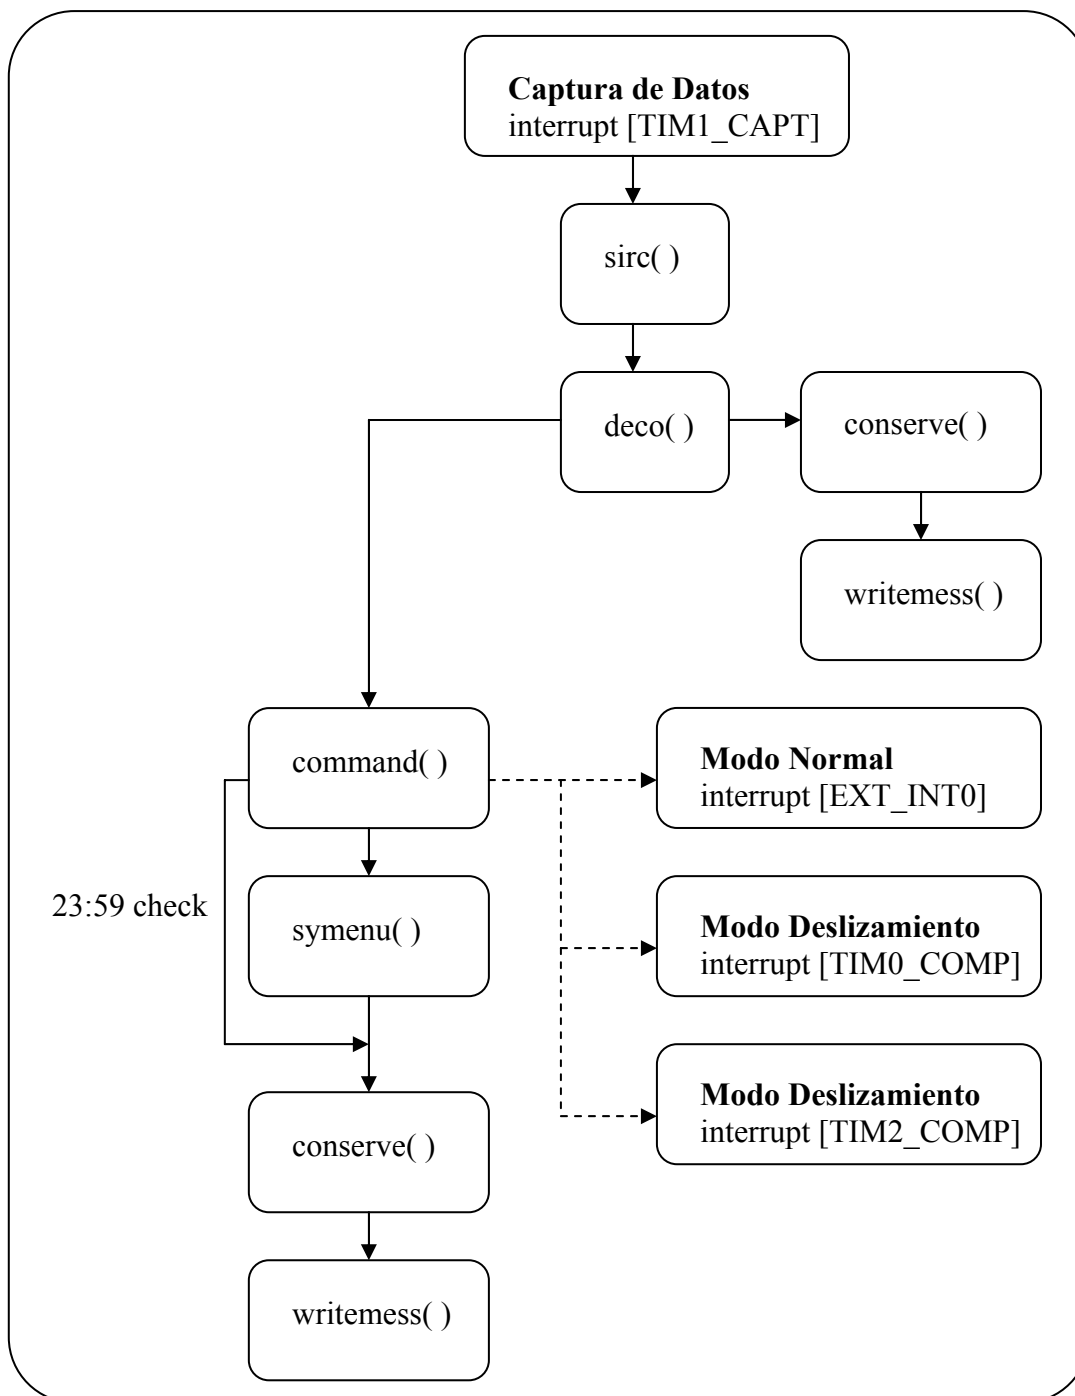 Captura de Datos
interrupt [TIM1_CAPT]
sirc( )
deco( )
conserve( )
writemess( )
command( )
Modo Normal
interrupt [EXT_INT0]
23:59 check
symenu( )
Modo Deslizamiento
interrupt [TIM0_COMP]
Modo Deslizamiento
interrupt [TIM2_COMP]
conserve( )
writemess( )